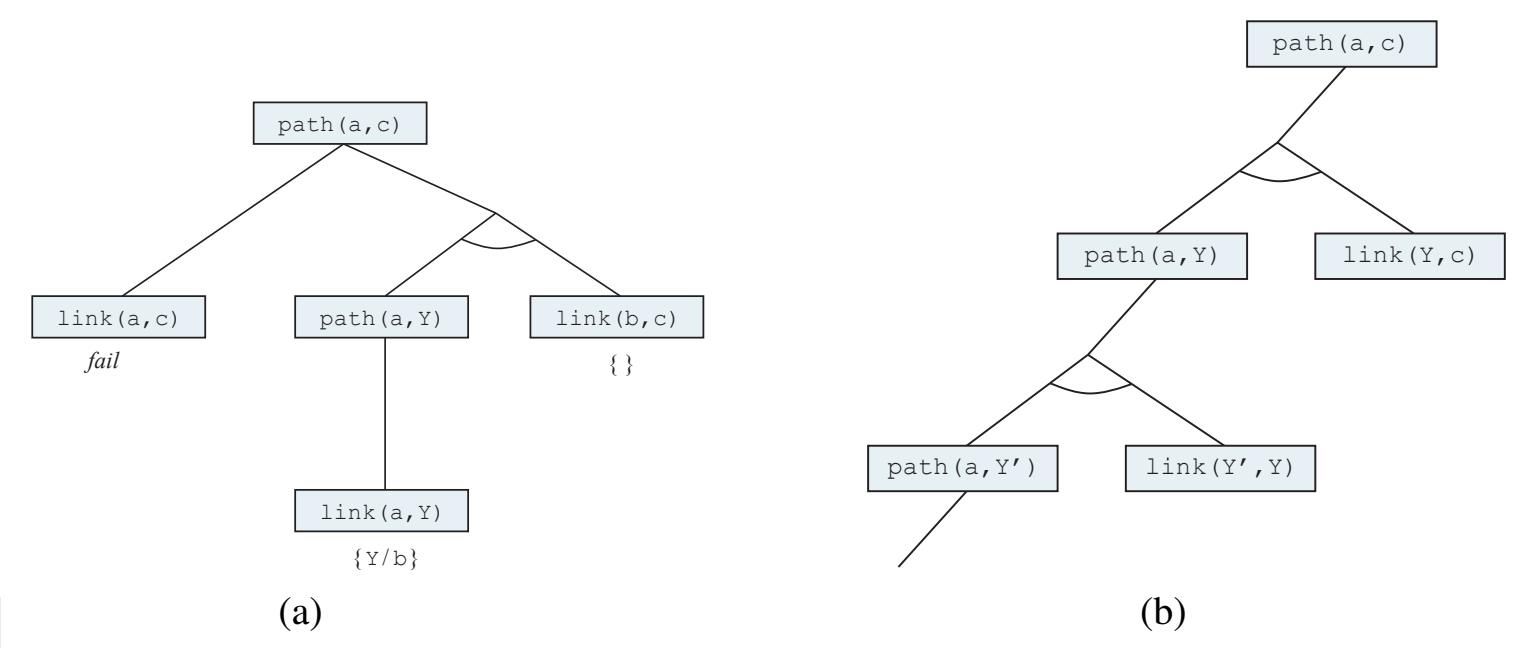 path(a,c)
link(a,c)
path(a,Y)
link(b,c)
fail
{ }
link(a,Y)
{Y/b}
(a)
path(a,c)
path(a,Y)
link(Y,c)
path(a,Y′)
link(Y′,Y)
(b)